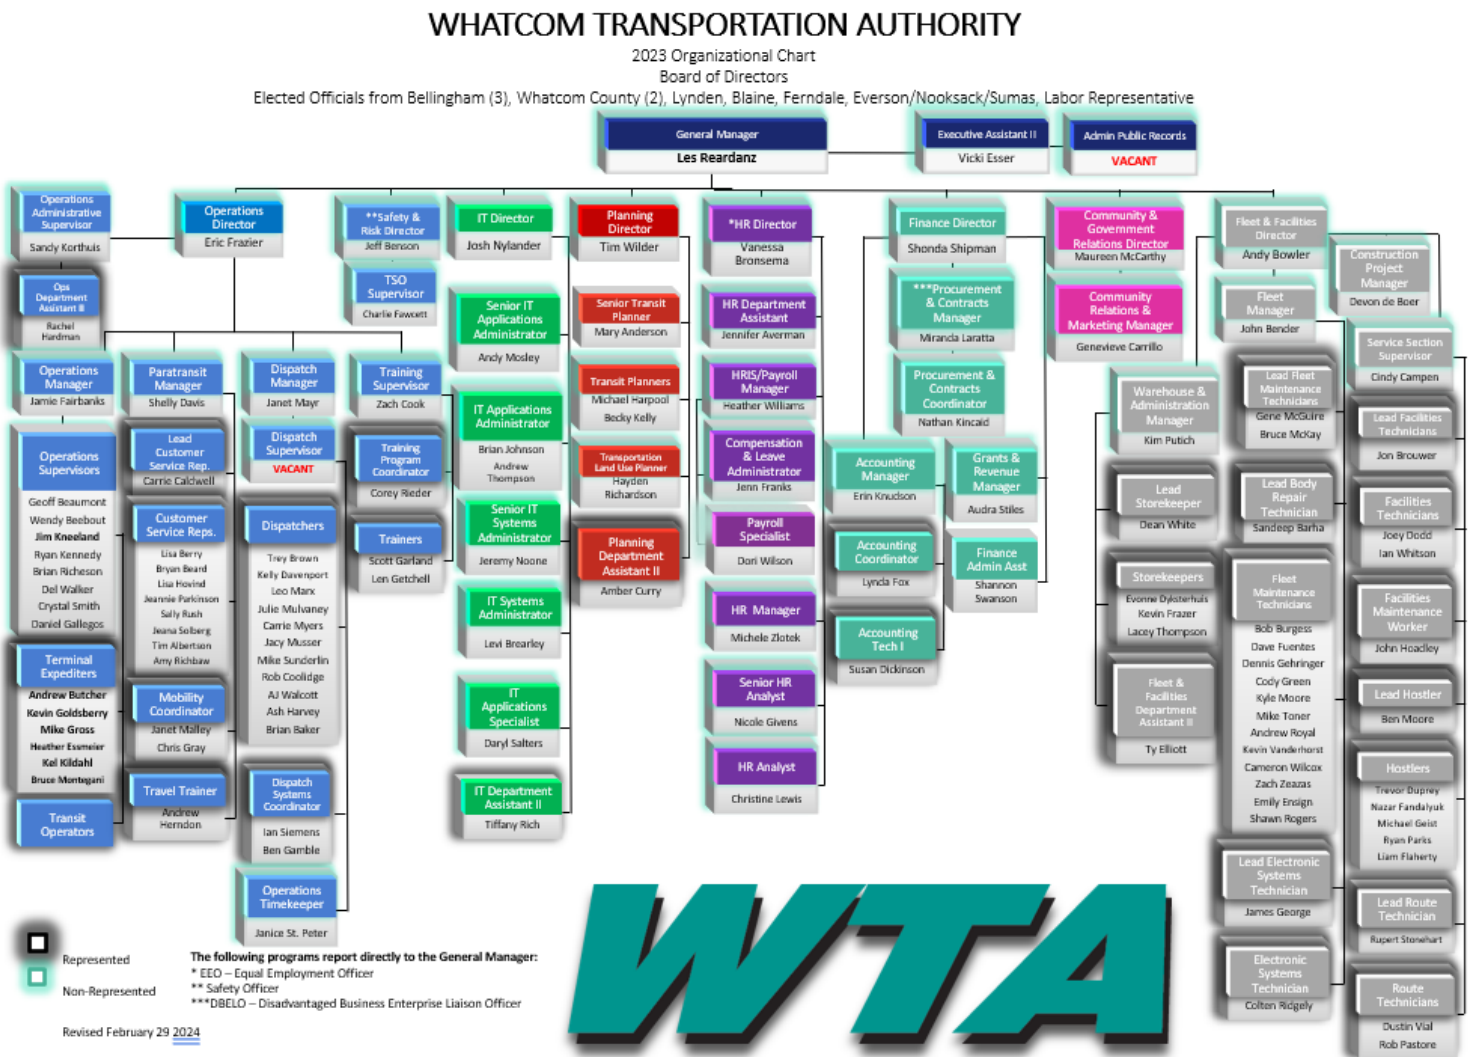 WHATCOM TRANSPORTATION AUTHORITY
2023 Organizational Chart
Board of Directors
Elected Officials from Bellingham (3), Whatcom County (2), Lynden, Blaine, Ferndale, Everson/Nooksack/Sumas, Labor Representative
General Manager
Les Reardanz
Executive Assistant II
Vicki Esser
Admin Public Records
VACANT
Operations
Administrative
Supervisor
Sandy Korthuis
Ops
Department
Assistant II
Rachel
Hardman
Operations
Director
Eric Frazier
Operations
Manager
Jamie Fairbanks
Operations
Supervisors
Geoff Beaumont
Wendy Beebout
Jim Kneeland
Ryan Kennedy
Brian Richeson
Del Walker
Crystal Smith
Daniel Gallegos
Terminal
Expediters
Andrew Butcher
Kevin Goldsberry
Mike Gross
Heather Essmeier
Kel Kildahl
Bruce Montegani
Transit
Operators
Paratransit
Manager
Shelly Davis
Lead
Customer
Service Rep.
Carrie Caldwell
Customer
Service Reps.
Lisa Berry
Bryan Beard
Lisa Hovind
Jeannie Parkinson
Sally Rush
Jeana Solberg
Tim Albertson
Amy Richbaw
Mobility
Coordinator
Janet Malley
Chris Gray
Travel Trainer
Andrew
Herndon
Dispatch
Manager
Janet Mayr
Dispatch
Supervisor
VACANT
Dispatchers
Trey Brown
Kelly Davenport
Leo Marx
Julie Mulvaney
Carrie Myers
Jacy Musser
Mike Sunderlin
Rob Coolidge
AJ Walcott
Ash Harvey
Brian Baker
Dispatch
Systems
Coordinator
Ian Siemens
Ben Gamble
Operations
Timekeeper
Janice St. Peter
Training
Supervisor
Zach Cook
Training
Program
Coordinator
Corey Rieder
Trainers
Scott Garland
Len Getchell
**Safety &
Risk Director
Jeff Benson
TSO
Supervisor
Charlie Fawcett
IT Director
Josh Nylander
Senior IT
Applications
Administrator
Andy Mosley
IT Applications
Administrator
Brian Johnson
Andrew
Thompson
Senior IT
Systems
Administrator
Jeremy Noone
IT Systems
Administrator
Levi Brearley
IT
Applications
Specialist
Daryl Salters
IT Department
Assistant II
Tiffany Rich
Planning
Director
Tim Wilder
Senior Transit
Planner
Mary Anderson
Transit Planners
Michael Harpool
Becky Kelly
Transportation
Land Use Planner
Hayden
Richardson
Planning
Department
Assistant II
Amber Curry
*HR Director
Vanessa
Bronsema
HR Department
Assistant
Jennifer Averman
HRIS/Payroll
Manager
Heather Williams
Compensation
& Leave
Administrator
Jenn Franks
Payroll
Specialist
Dori Wilson
HR Manager
Michele Zlotek
Senior HR
Analyst
Nicole Givens
HR Analyst
Christine Lewis
Finance Director
Shonda Shipman
***Procurement
& Contracts
Manager
Miranda Laratta
Procurement &
Contracts
Coordinator
Nathan Kincaid
Accounting
Manager
Erin Knudson
Accounting
Coordinator
Lynda Fox
Accounting
Tech I
Susan Dickinson
Grants &
Revenue
Manager
Audra Stiles
Finance
Admin Asst
Shannon
Swanson
Community &
Government
Relations Director
Maureen McCarthy
Community
Relations &
Marketing Manager
Genevieve Carrillo
Fleet & Facilities
Director
Andy Bowler
Fleet
Manager
John Bender
Construction
Project
Manager
Devon de Boer
Warehouse &
Administration
Manager
Kim Putich
Lead
Storekeeper
Dean White
Storekeepers
Evonne Dyksterhuis
Kevin Frazer
Lacey Thompson
Fleet &
Facilities
Department
Assistant II
Ty Elliott
Lead Fleet
Maintenance
Technicians
Gene McGuire
Bruce McKay
Lead Body
Repair
Technician
Sandeep Barha
Fleet
Maintenance
Technicians
Bob Burgess
Dave Fuentes
Dennis Gehringer
Cody Green
Kyle Moore
Mike Toner
Andrew Royal
Kevin Vanderhorst
Cameron Wilcox
Zach Zeazas
Emily Ensign
Shawn Rogers
Lead Electronic
Systems
Technician
James George
Electronic
Systems
Technician
Colten Ridgely
Service Section
Supervisor
Cindy Campen
Lead Facilities
Technicians
Jon Brouwer
Facilities
Technicians
Joey Dodd
Ian Whitson
Facilities
Maintenance
Worker
John Hoadley
Lead Hostler
Ben Moore
Hostlers
Trevor Duprey
Nazar Fandalyuk
Michael Geist
Ryan Parks
Liam Flaherty
Lead Route
Technician
Rupert Stonehart
Route
Technicians
Dustin Vial
Rob Pastore
WTA
Represented
Non-Represented
The following programs report directly to the General Manager:
* EEO – Equal Employment Officer
** Safety Officer
***DBELO – Disadvantaged Business Enterprise Liaison Officer
Revised February 29 2024